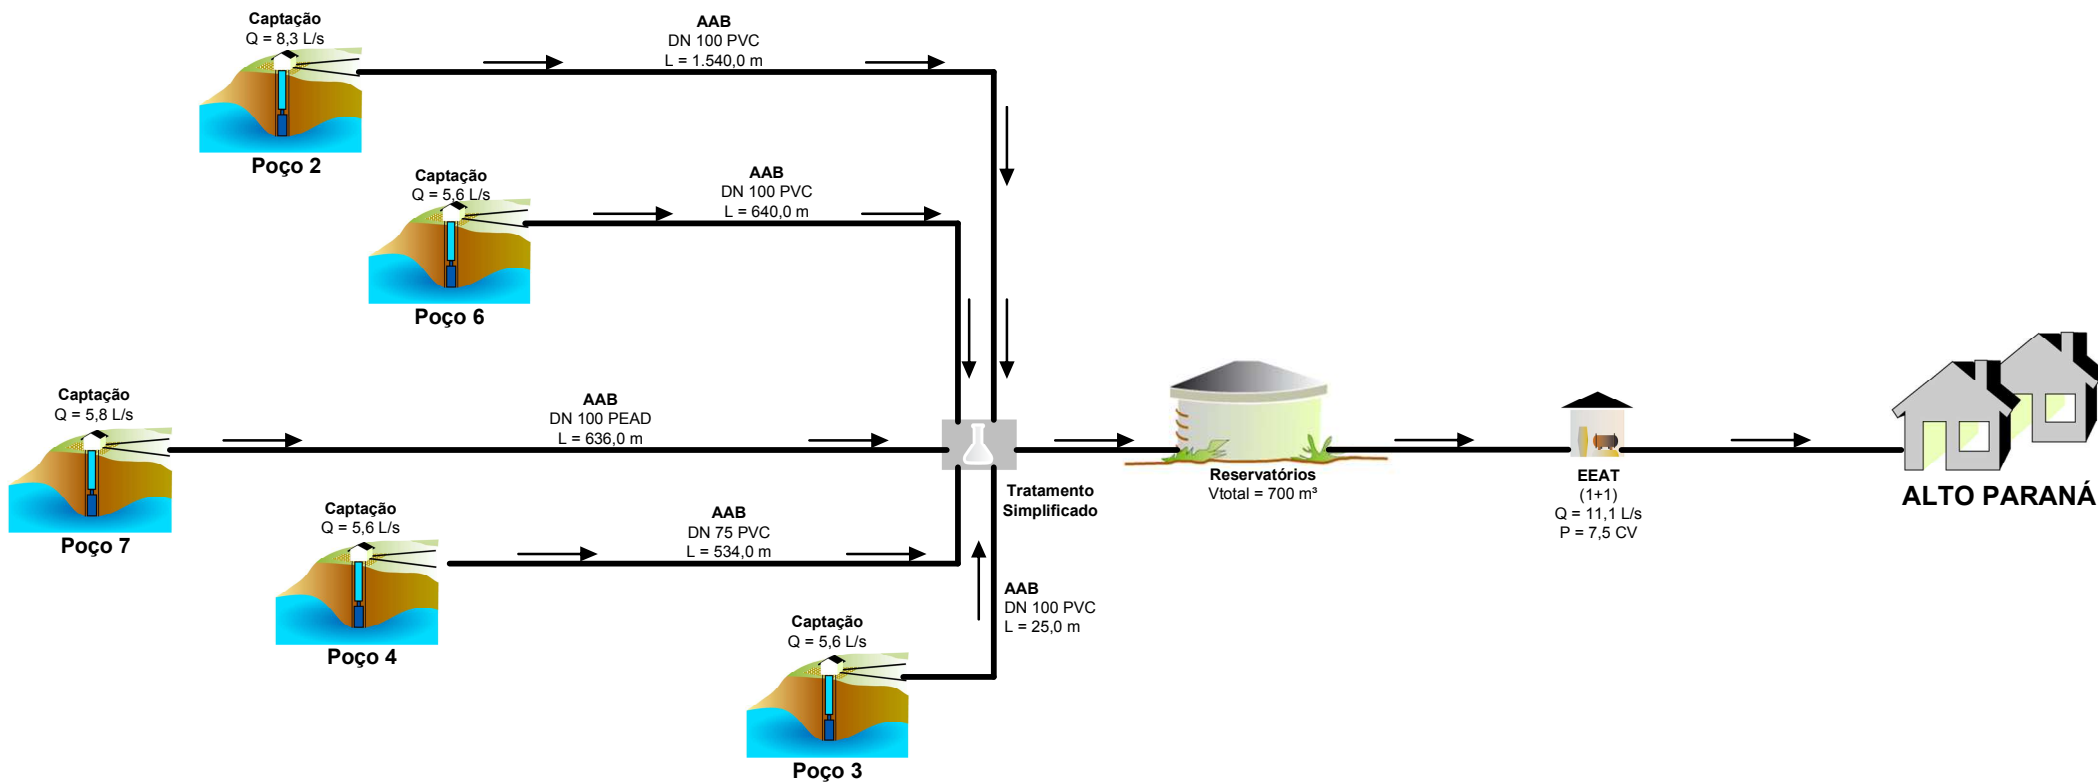 Captação
Q = 8,3 L/s
Poço 2
AAB
DN 100 PVC
L = 1.540,0 m
Captação
Q = 5,6 L/s
Poço 6
AAB
DN 100 PVC
L = 640,0 m
Captação
Q = 5,8 L/s
Poço 7
AAB
DN 100 PEAD
L = 636,0 m
Captação
Q = 5,6 L/s
Poço 4
AAB
DN 75 PVC
L = 534,0 m
Captação
Q = 5,6 L/s
Poço 3
AAB
DN 100 PVC
L = 25,0 m
Tratamento
Simplificado
Reservatórios
Vtotal = 700 m³
EEAT
(1+1)
Q = 11,1 L/s
P = 7,5 CV
ALTO PARANÁ